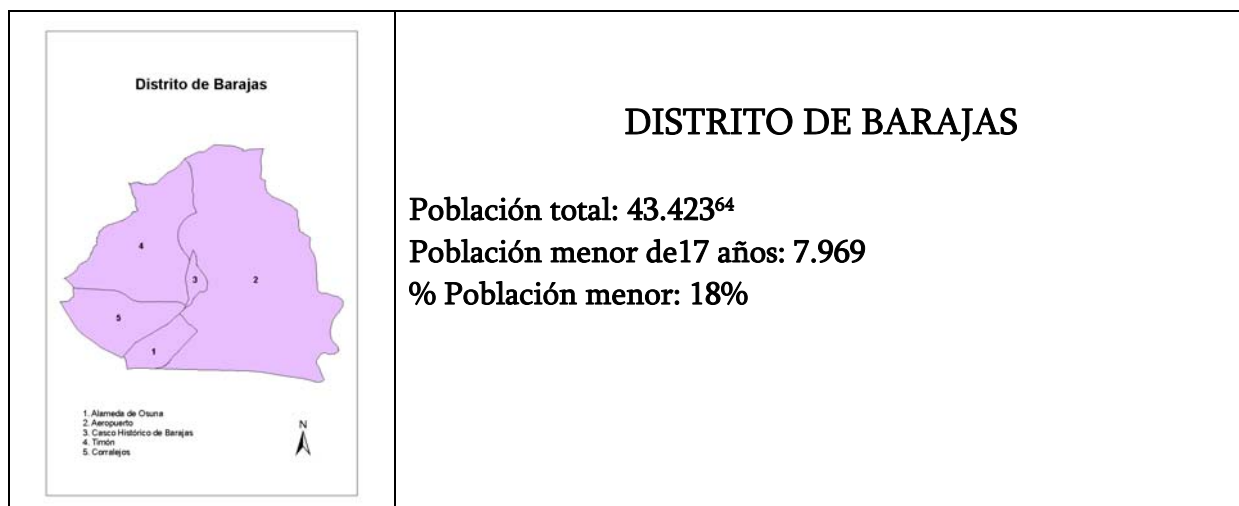 Distrito de Barajas
4
3
2
5
1
1. Alameda de Osuna
2. Aeropuerto
3. Casco Histórico de Barajas
4. Timón
5. Corralejos
N
DISTRITO DE BARAJAS
Población total: 43.423⁶⁴
Población menor de17 años: 7.969
% Población menor: 18%